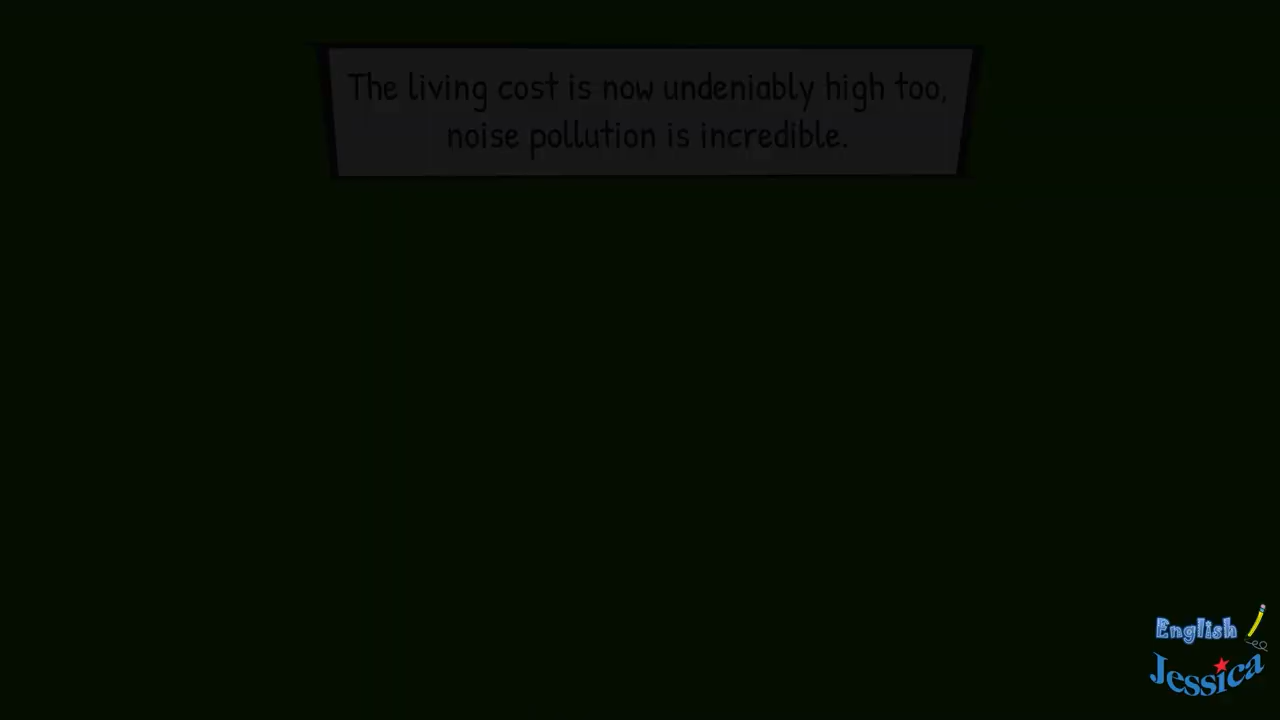 The living cost is now undeniably high too,
noise pollution is incredible.
English
Jessica